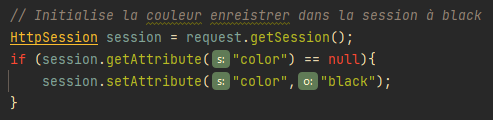 // Initialise la couleur enreistrer dans la session à black
HttpSession session = request.getSession();
if (session.getAttribute( s: "color") == null){
session.setAttribute( s: "color", o: "black");
}